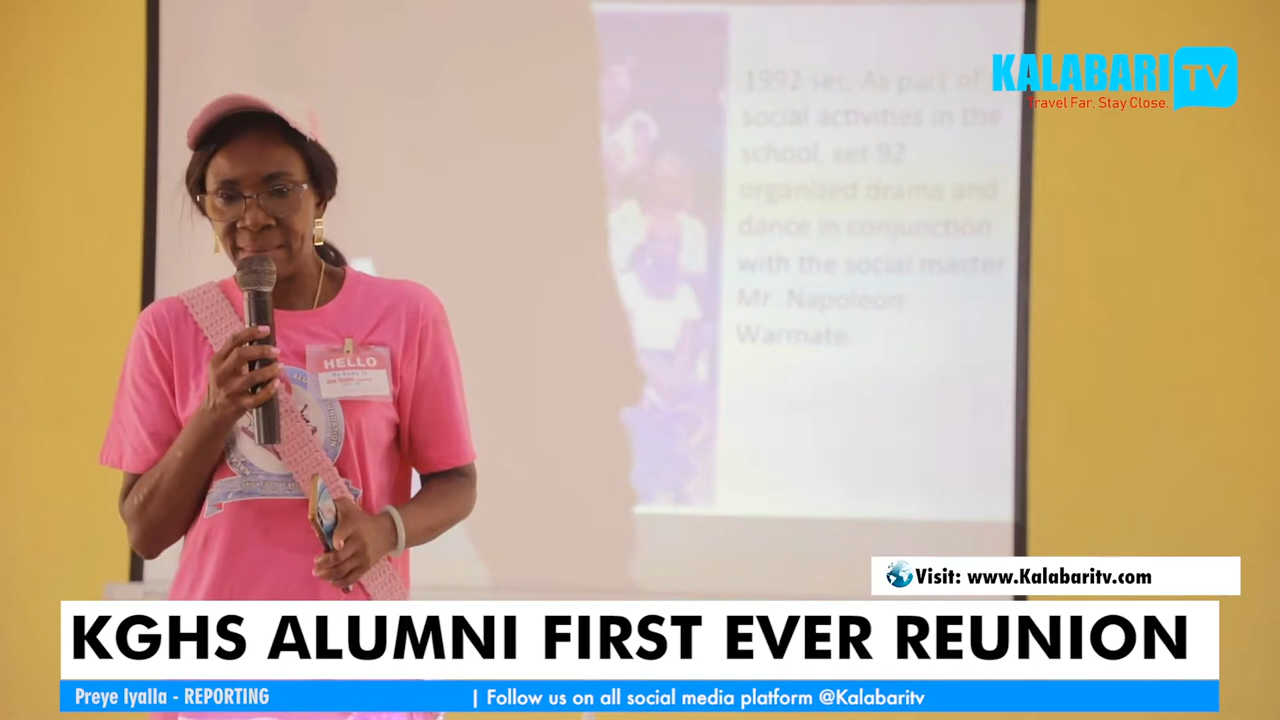 KALABARI TV
Travel Far, Stay Close.
1992 set. As part of
social activities in the
school, set 92
organized drama and
dance in conjunction
with the social master
Mr. Napoleon
Warmate
HELLO
Visit: www.Kalabaritv.com
KGHS ALUMNI FIRST EVER REUNION
Preye Iyalla - REPORTING
| Follow us on all social media platform @Kalabaritv